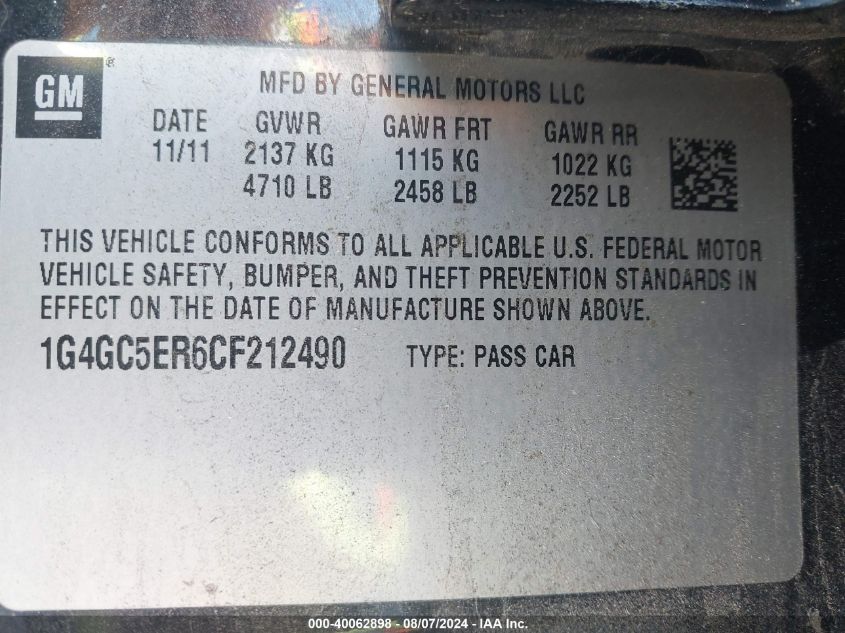 GM®
MFD BY GENERAL MOTORS LLC
DATE GVWR GAWR FRT GAWR RR
11/11 2137 KG 1115 KG 1022 KG
4710 LB 2458 LB 2252 LB
THIS VEHICLE CONFORMS TO ALL APPLICABLE U.S. FEDERAL MOTOR
VEHICLE SAFETY, BUMPER, AND THEFT PREVENTION STANDARDS IN
EFFECT ON THE DATE OF MANUFACTURE SHOWN ABOVE.
1G4GC5ER6CF212490 TYPE: PASS CAR
000-40062898 - 08/07/2024 - IAA Inc.